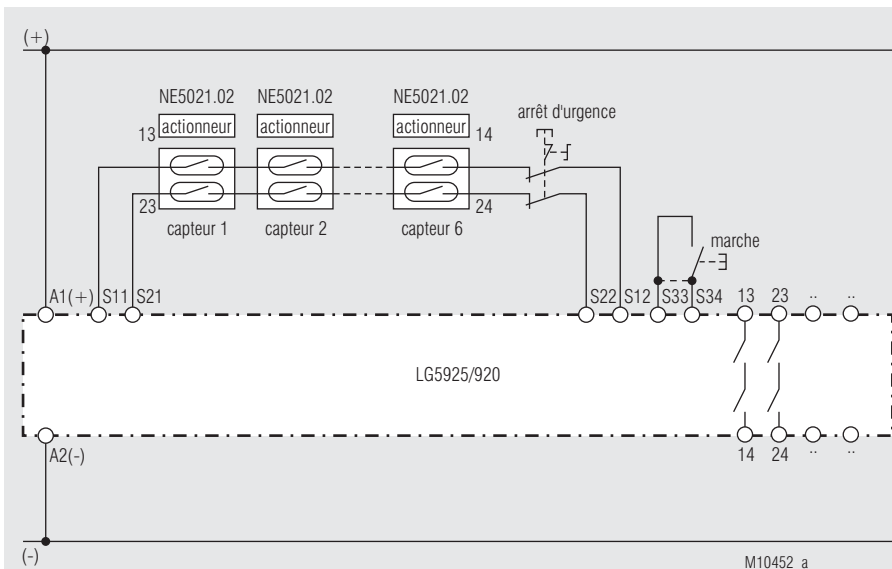 (+)
NE5021.02 NE5021.02 NE5021.02
arrêt d'urgence
13 actionneur actionneur actionneur 14
23 24
capteur 1 capteur 2 capteur 6
marche
A1(+) S11 S21 S22 S12 S33 S34 13 23 .. ..
LG5925/920
A2(-) 14 24 .. ..
(-)
M10452_a